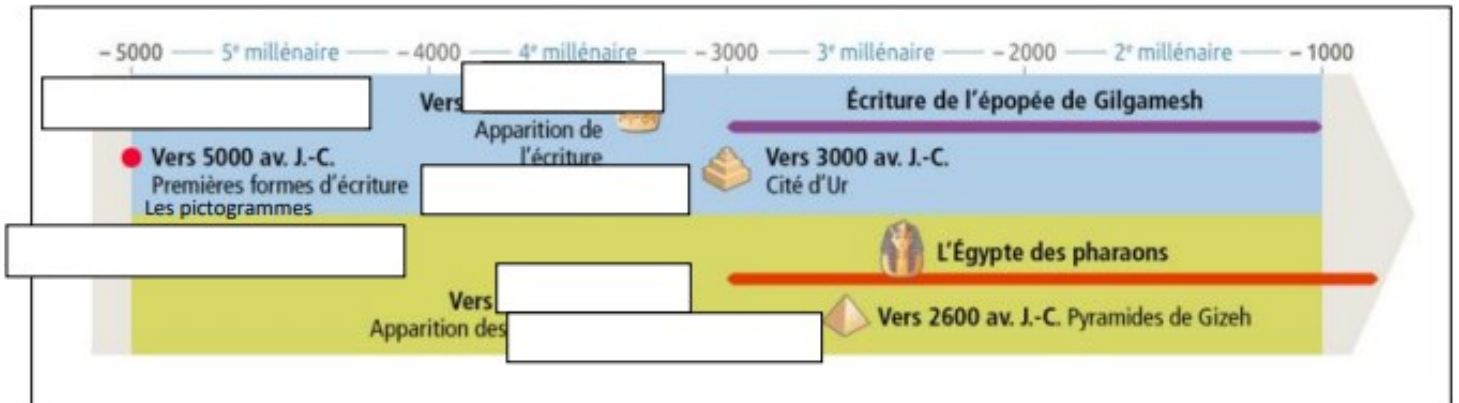 – 5000 5e millénaire – 4000 4e millénaire – 3000 3e millénaire – 2000 2e millénaire – 1000
Vers
Apparition de
l'écriture
Écriture de l'épopée de Gilgamesh
Vers 5000 av. J.-C.
Premières formes d'écriture
Les pictogrammes
Vers 3000 av. J.-C.
Cité d'Ur
L'Égypte des pharaons
Vers
Apparition des
Vers 2600 av. J.-C. Pyramides de Gizeh